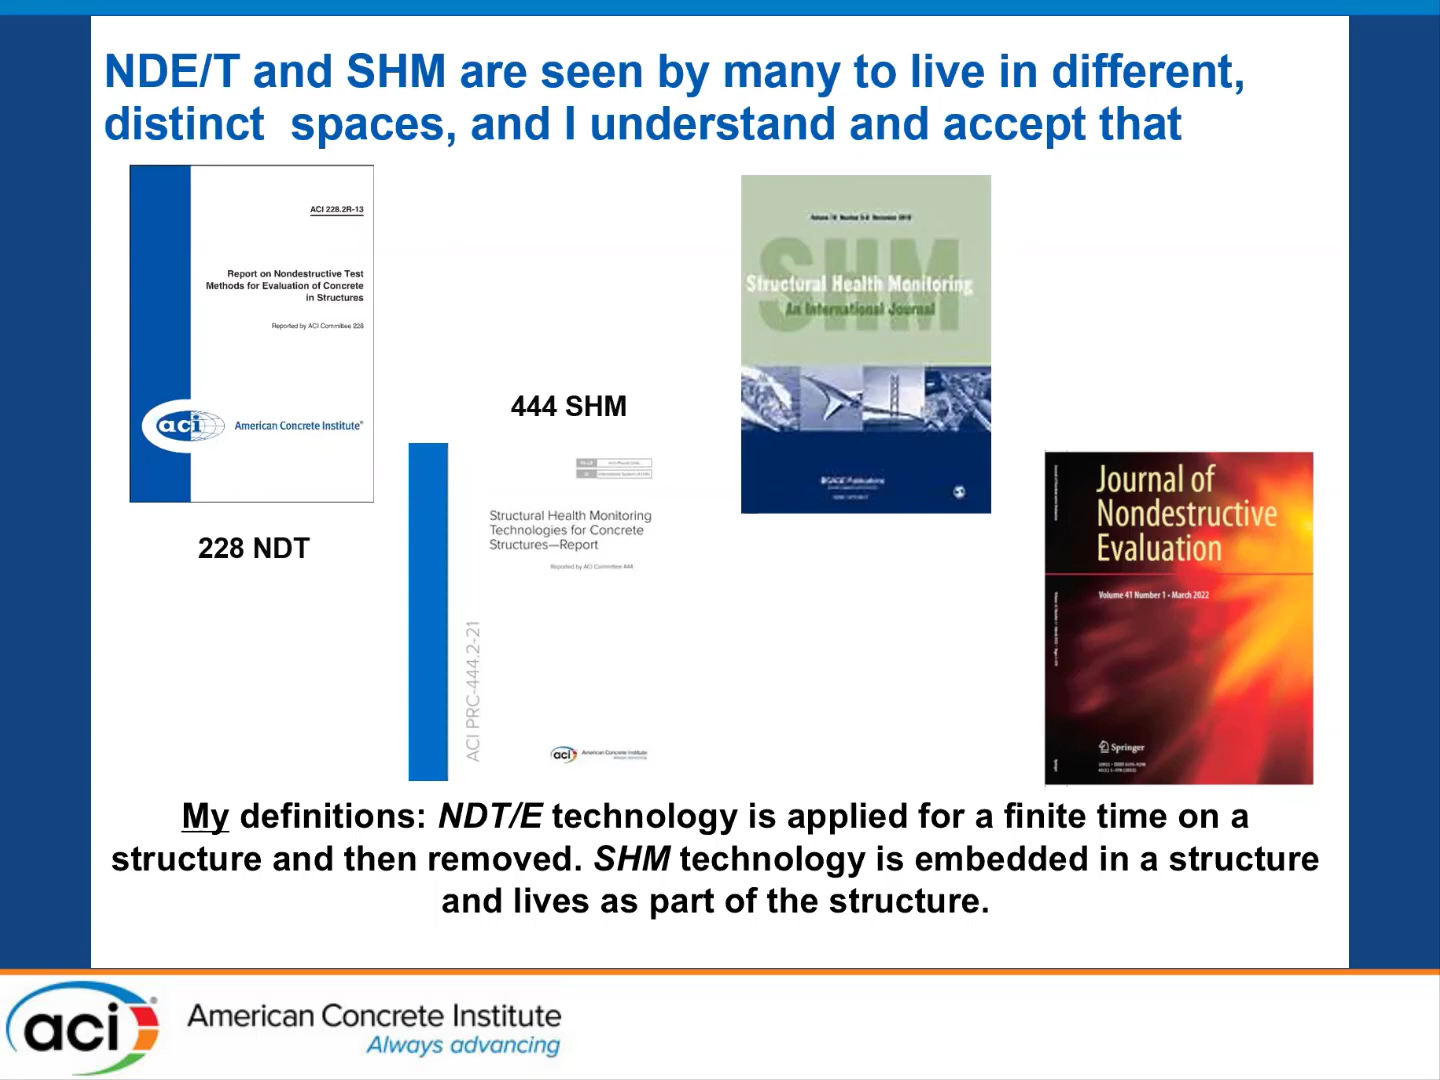 NDE/T and SHM are seen by many to live in different,
distinct spaces, and I understand and accept that
ACI 228.2R-13
Report on Nondestructive Test
Methods for Evaluation of Concrete
in Structures
Reported by ACI Committee 228
aci American Concrete Institute®
228 NDT
444 SHM
Structural Health Monitoring
Technologies for Concrete
Structures—Report
Reported by ACI Committee 444
ACI PRC-444.2-21
aci American Concrete Institute
SHM
Structural Health Monitoring
An International Journal
SAGE Publications
Journal of
Nondestructive
Evaluation
Volume 41 Number 1 • March 2022
Springer
My definitions: NDT/E technology is applied for a finite time on a
structure and then removed. SHM technology is embedded in a structure
and lives as part of the structure.
aci® American Concrete Institute
Always advancing